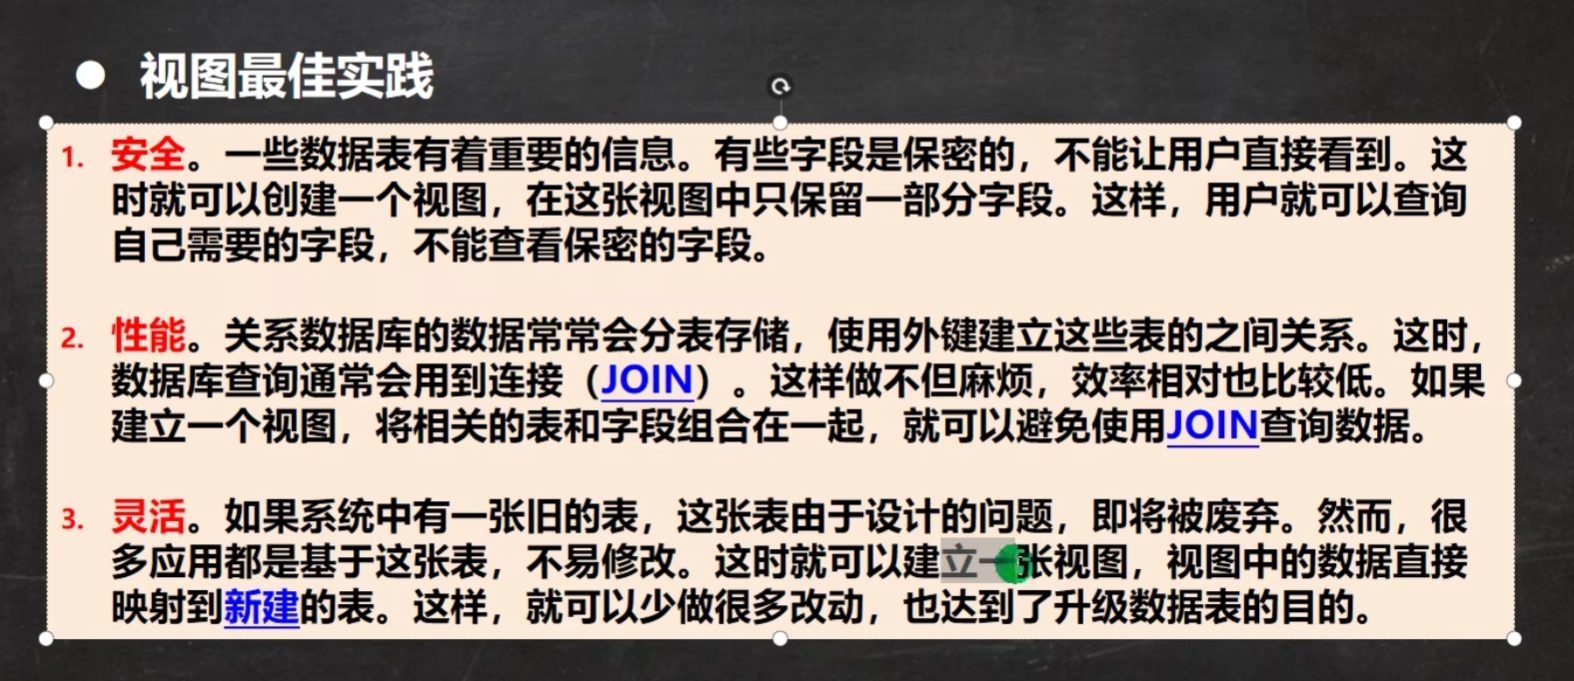 ● 视图最佳实践
1. 安全。一些数据表有着重要的信息。有些字段是保密的，不能让用户直接看到。这
时就可以创建一个视图，在这张视图中只保留一部分字段。这样，用户就可以查询
自己需要的字段，不能查看保密的字段。
2. 性能。关系数据库的数据常常会分表存储，使用外键建立这些表的之间关系。这时，
数据库查询通常会用到连接（JOIN）。这样做不但麻烦，效率相对也比较低。如果
建立一个视图，将相关的表和字段组合在一起，就可以避免使用JOIN查询数据。
3. 灵活。如果系统中有一张旧的表，这张表由于设计的问题，即将被废弃。然而，很
多应用都是基于这张表，不易修改。这时就可以建立一张视图，视图中的数据直接
映射到新建的表。这样，就可以少做很多改动，也达到了升级数据表的目的。